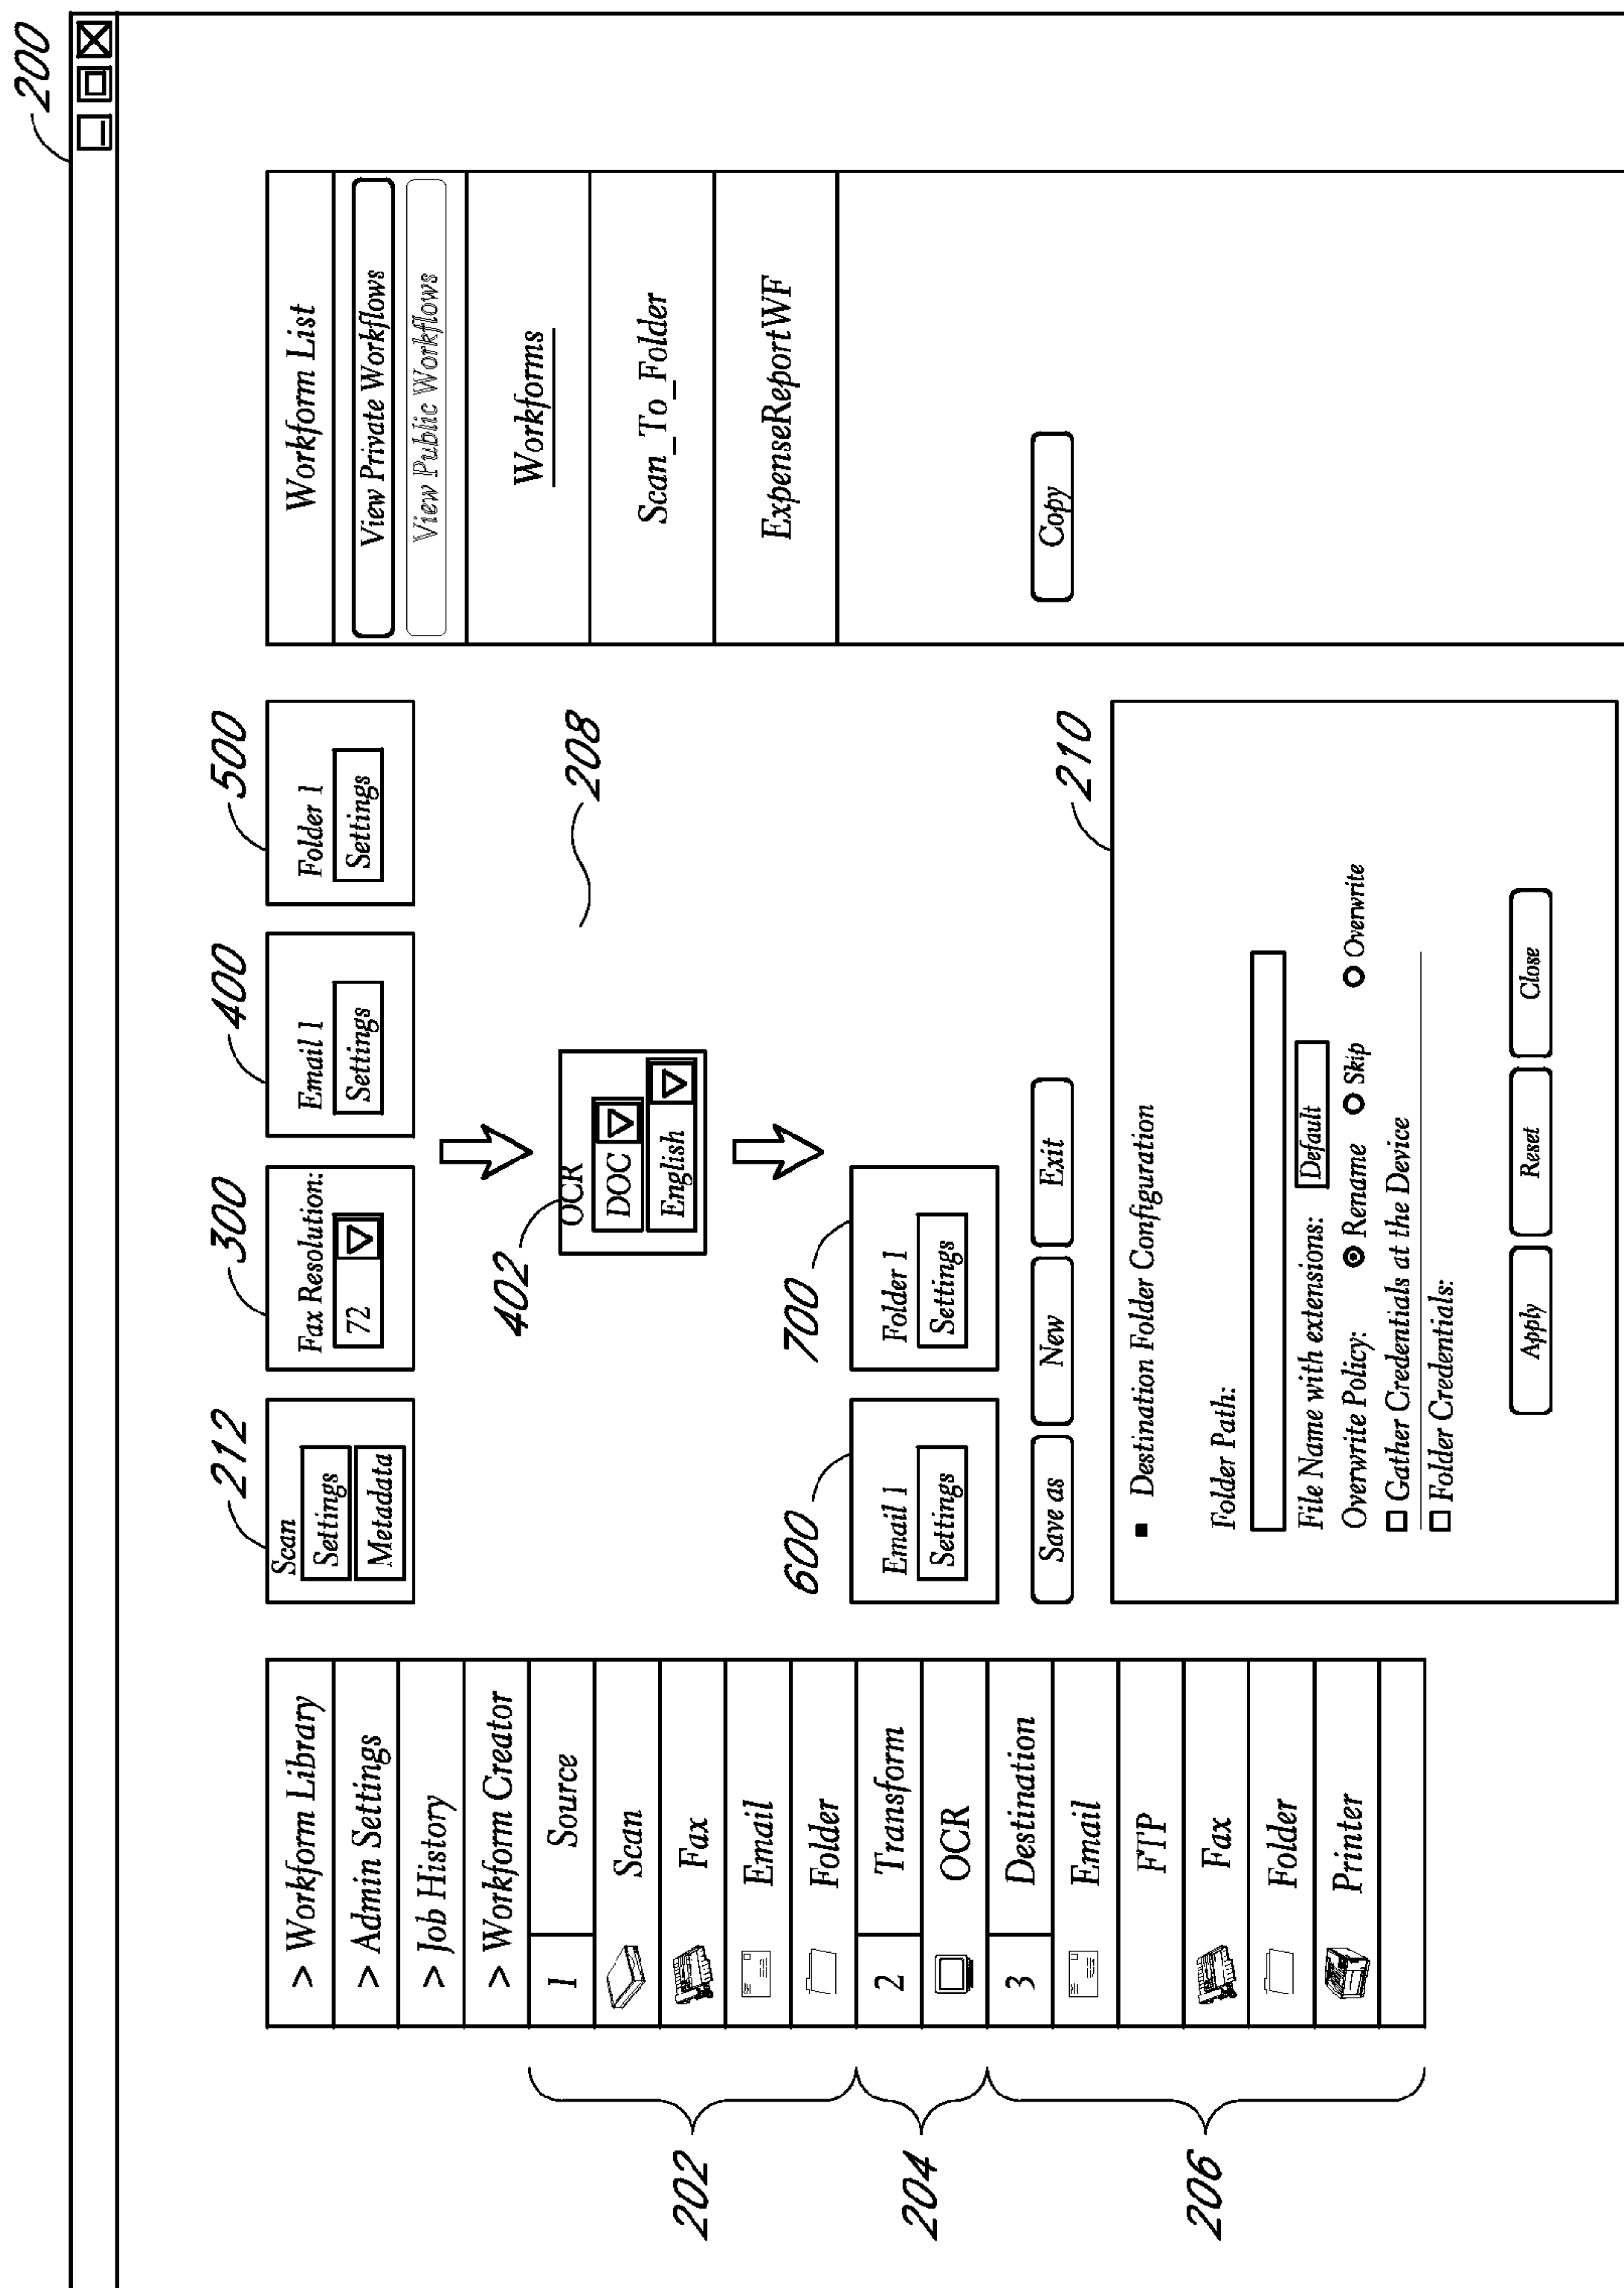 200
> Workform Library
> Admin Settings
> Job History
> Workform Creator
1 Source
Scan
Fax
Email
Folder
2 Transform
OCR
3 Destination
Email
FTP
Fax
Folder
Printer
202
204
206
212
Scan
Settings
Metadata
300
Fax Resolution:
72
400
Email 1
Settings
500
Folder 1
Settings
402
OCR
DOC
English
208
600
Email 1
Settings
700
Folder 1
Settings
Save as
New
Exit
210
Destination Folder Configuration
Folder Path:
File Name with extensions: Default
Overwrite Policy: Rename Skip Overwrite
Gather Credentials at the Device
Folder Credentials:
Apply
Reset
Close
Workform List
View Private Workflows
View Public Workflows
Workforms
Scan_To_Folder
ExpenseReportWF
Copy